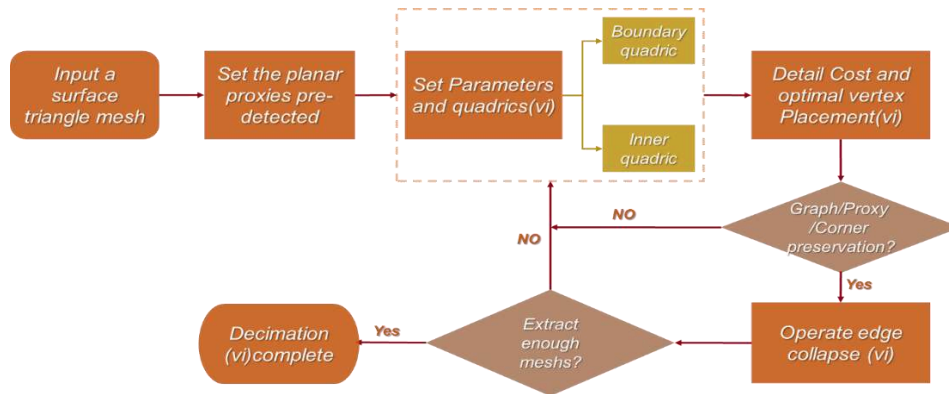 Input a
surface
triangle mesh
Set the planar
proxies pre-
detected
Set Parameters
and quadrics(vi)
Boundary
quadric
Inner
quadric
Detail Cost and
optimal vertex
Placement(vi)
Graph/Proxy
/Corner
preservation?
NO
NO
Yes
Operate edge
collapse (vi)
Extract
enough
meshs?
Yes
Decimation
(vi)complete